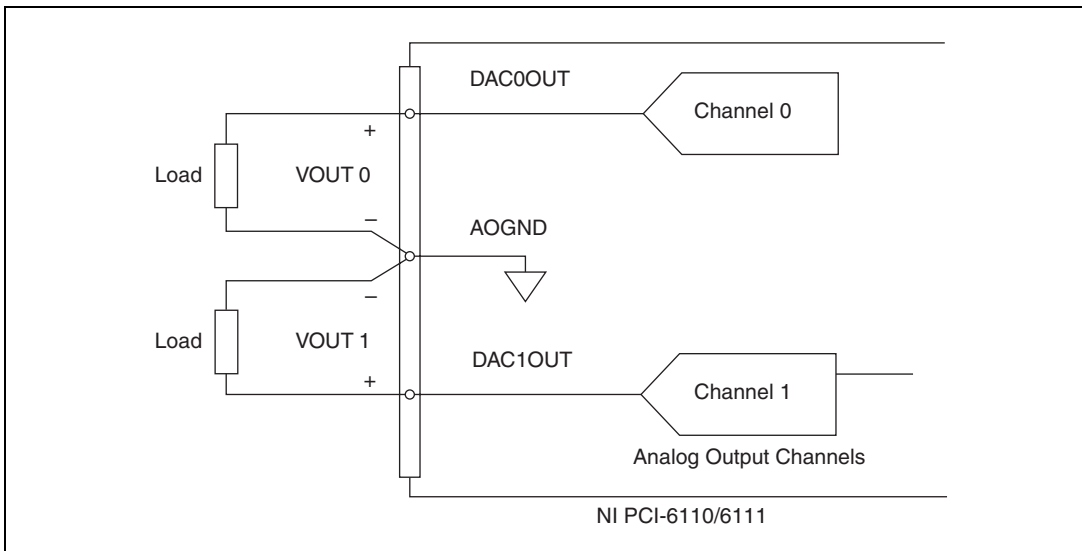 DAC0OUT
Channel 0
+
Load
VOUT 0
–
AOGND
–
Load
VOUT 1
DAC1OUT
+
Channel 1
Analog Output Channels
NI PCI-6110/6111